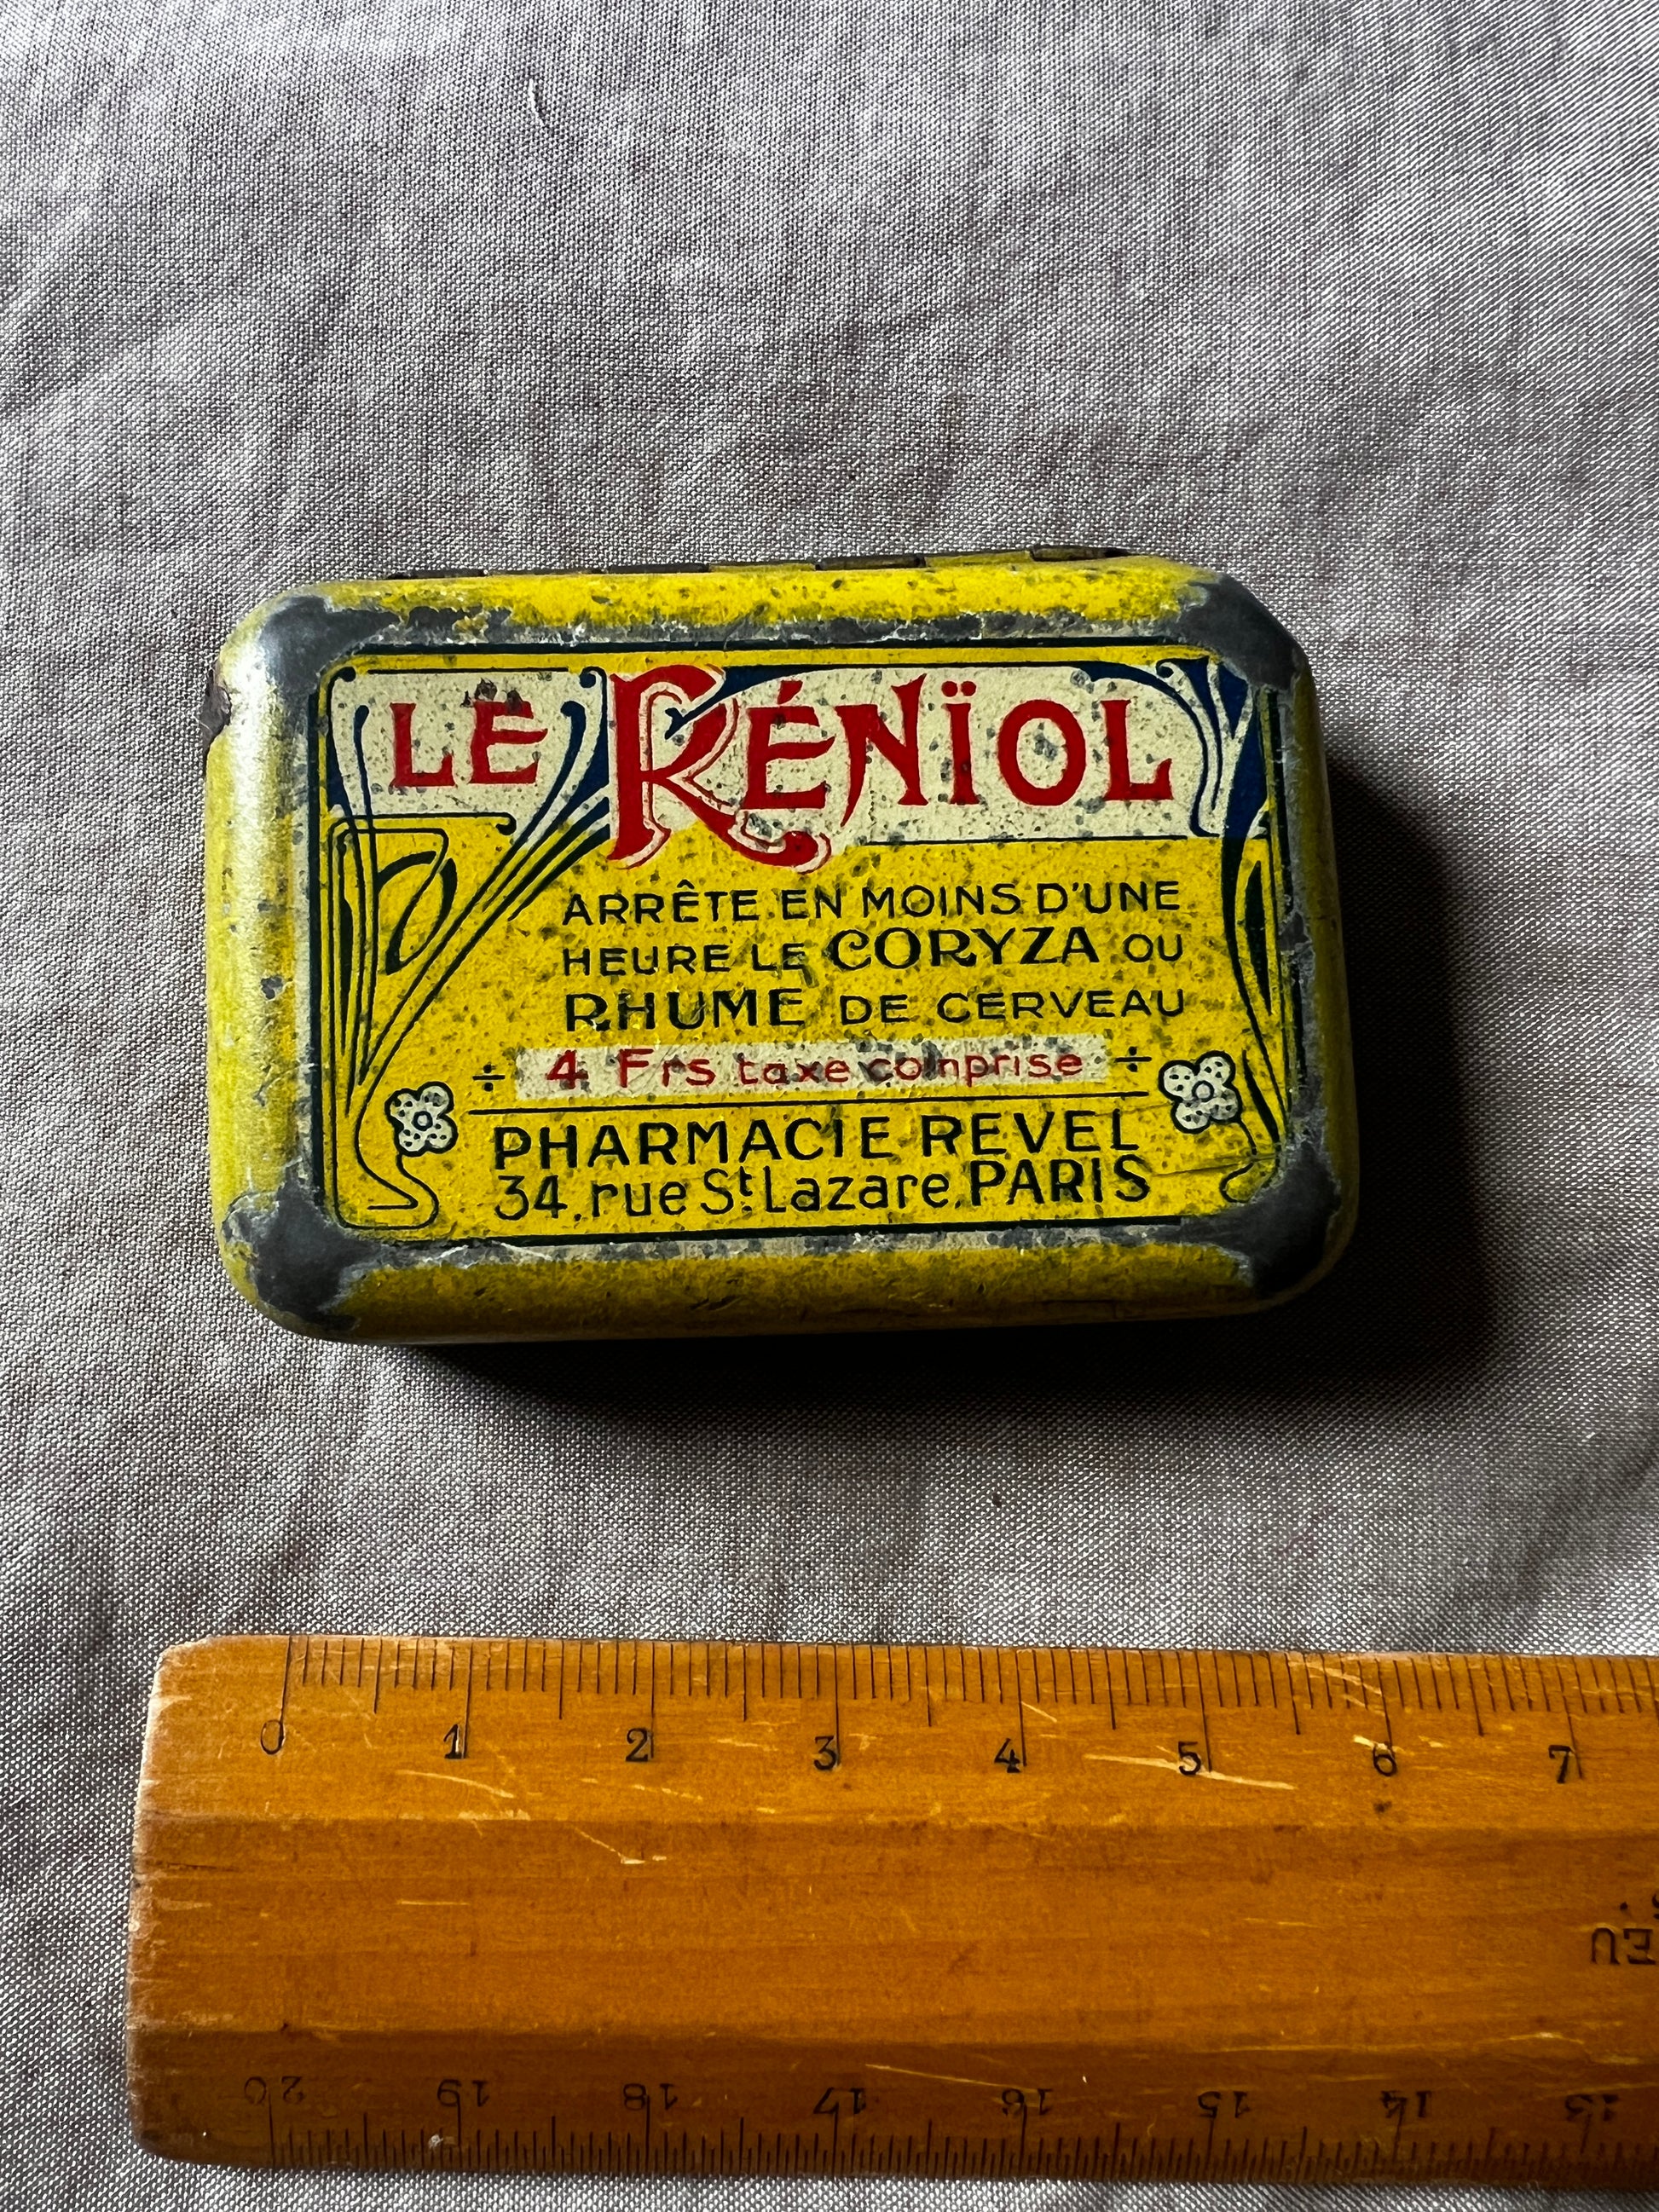 LE RÉNÏOL
ARRÊTE EN MOINS D'UNE
HEURE LE CORYZA OU
RHUME DE CERVEAU
÷ 4 Frs taxe comprise ÷
PHARMACIE REVEL
34, rue St. Lazare, PARIS
0 1 2 3 4 5 6 7
EU
20 19 18 17 16 15 14 13